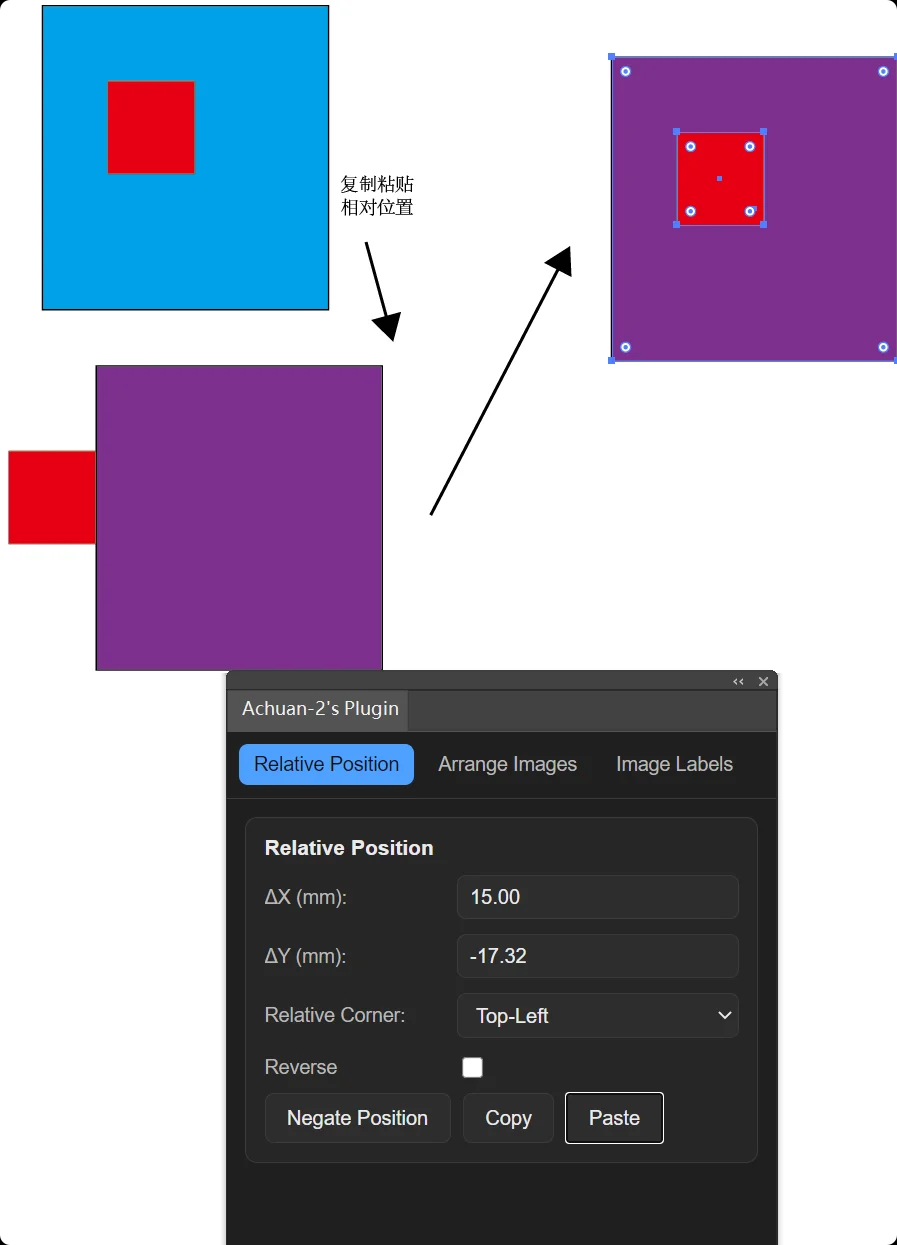 复制粘贴
相对位置
Achuan-2's Plugin
Relative Position
Arrange Images
Image Labels
Relative Position
ΔX (mm):
15.00
ΔY (mm):
-17.32
Relative Corner:
Top-Left
Reverse
Negate Position
Copy
Paste